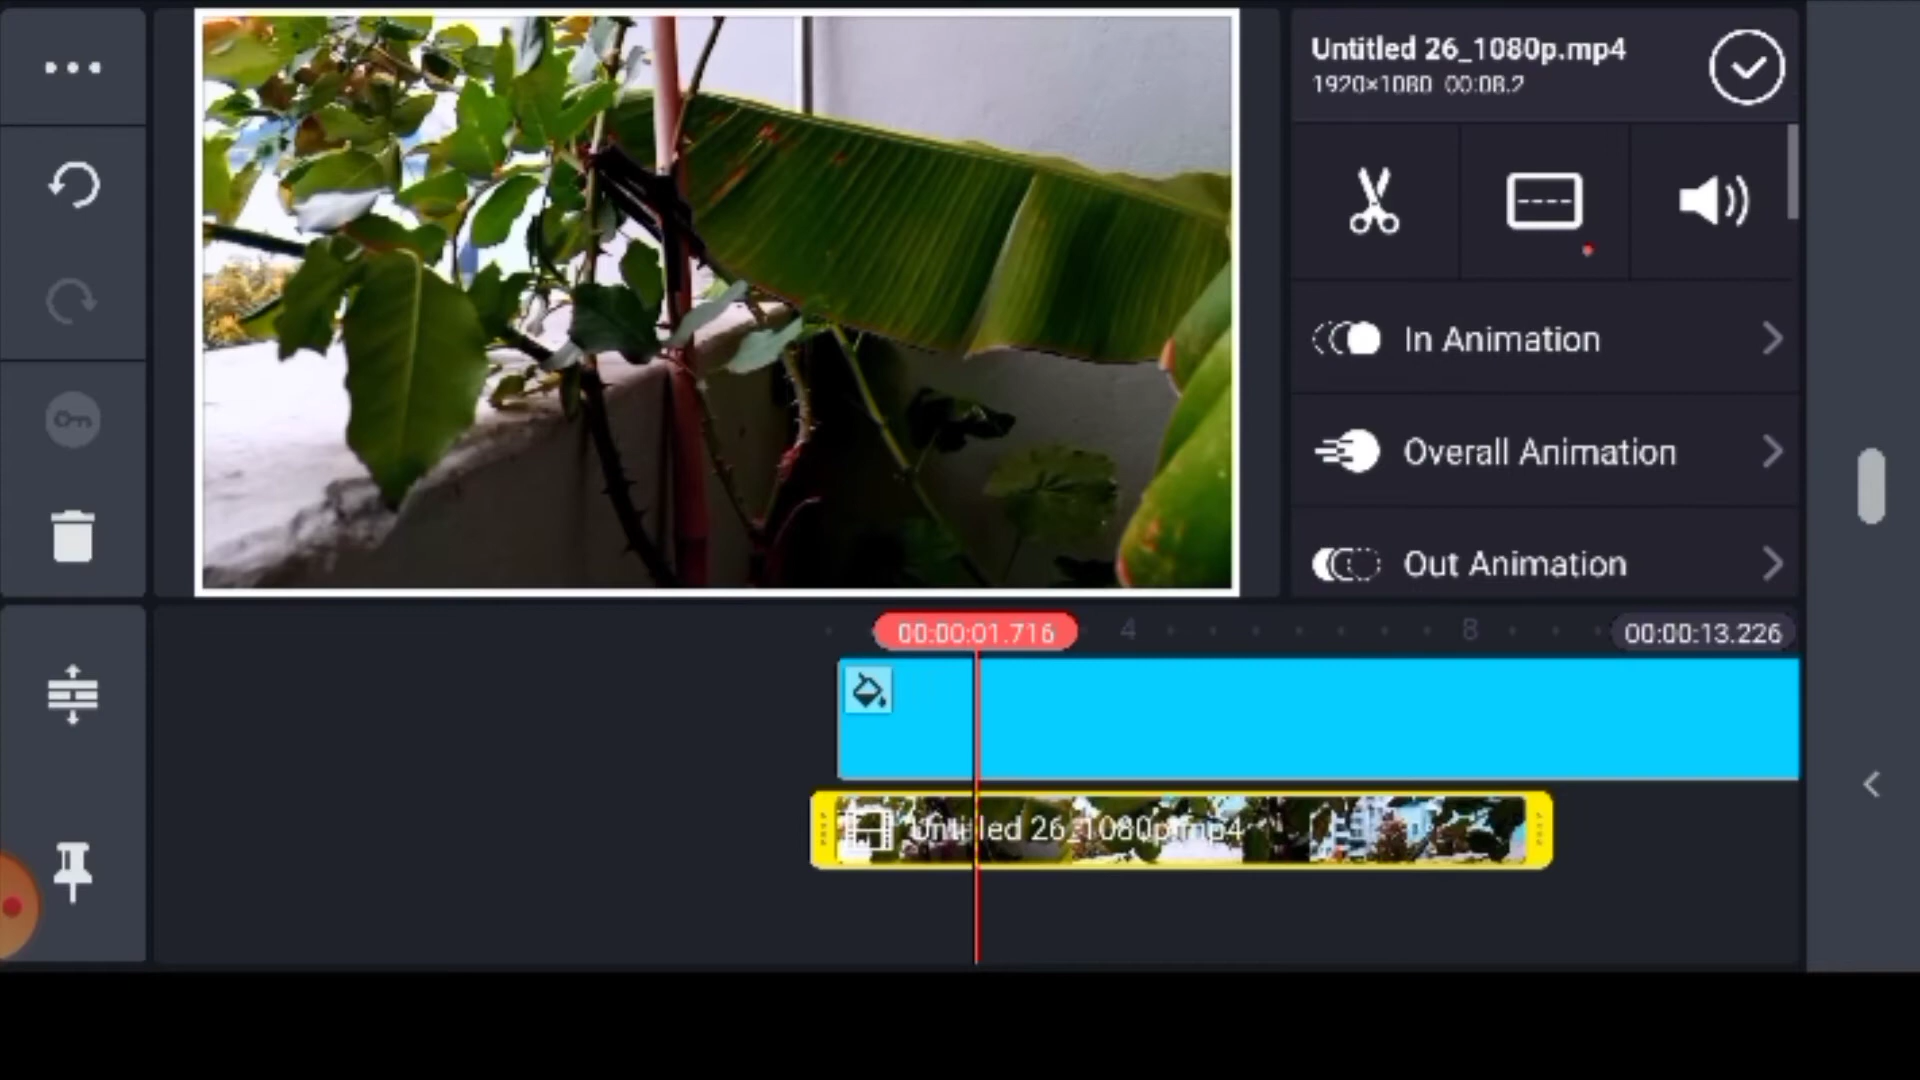 Untitled 26_1080p.mp4
1920×1080 00:08.2
In Animation
Overall Animation
Out Animation
00:00:01.716
4
8
00:00:13.226
Untitled 26_1080p.mp4